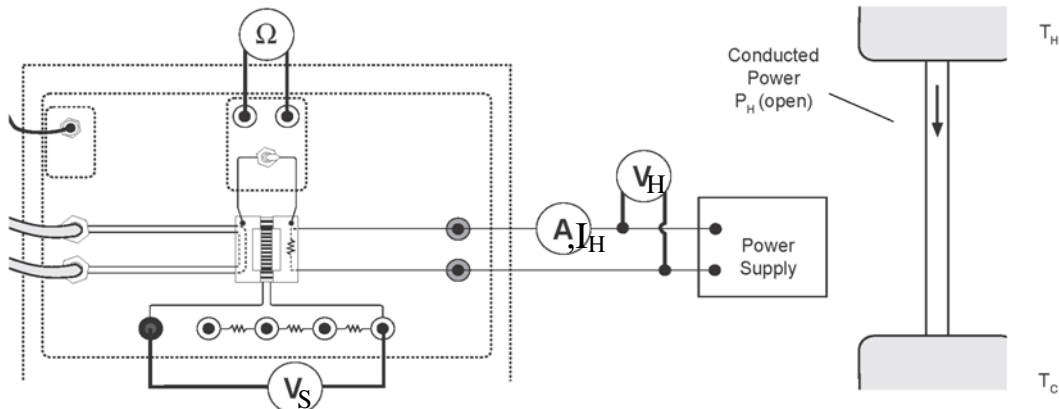 Ω
V_S
A,I_H
V_H
Power
Supply
Conducted
Power
P_H (open)
T_H
T_C